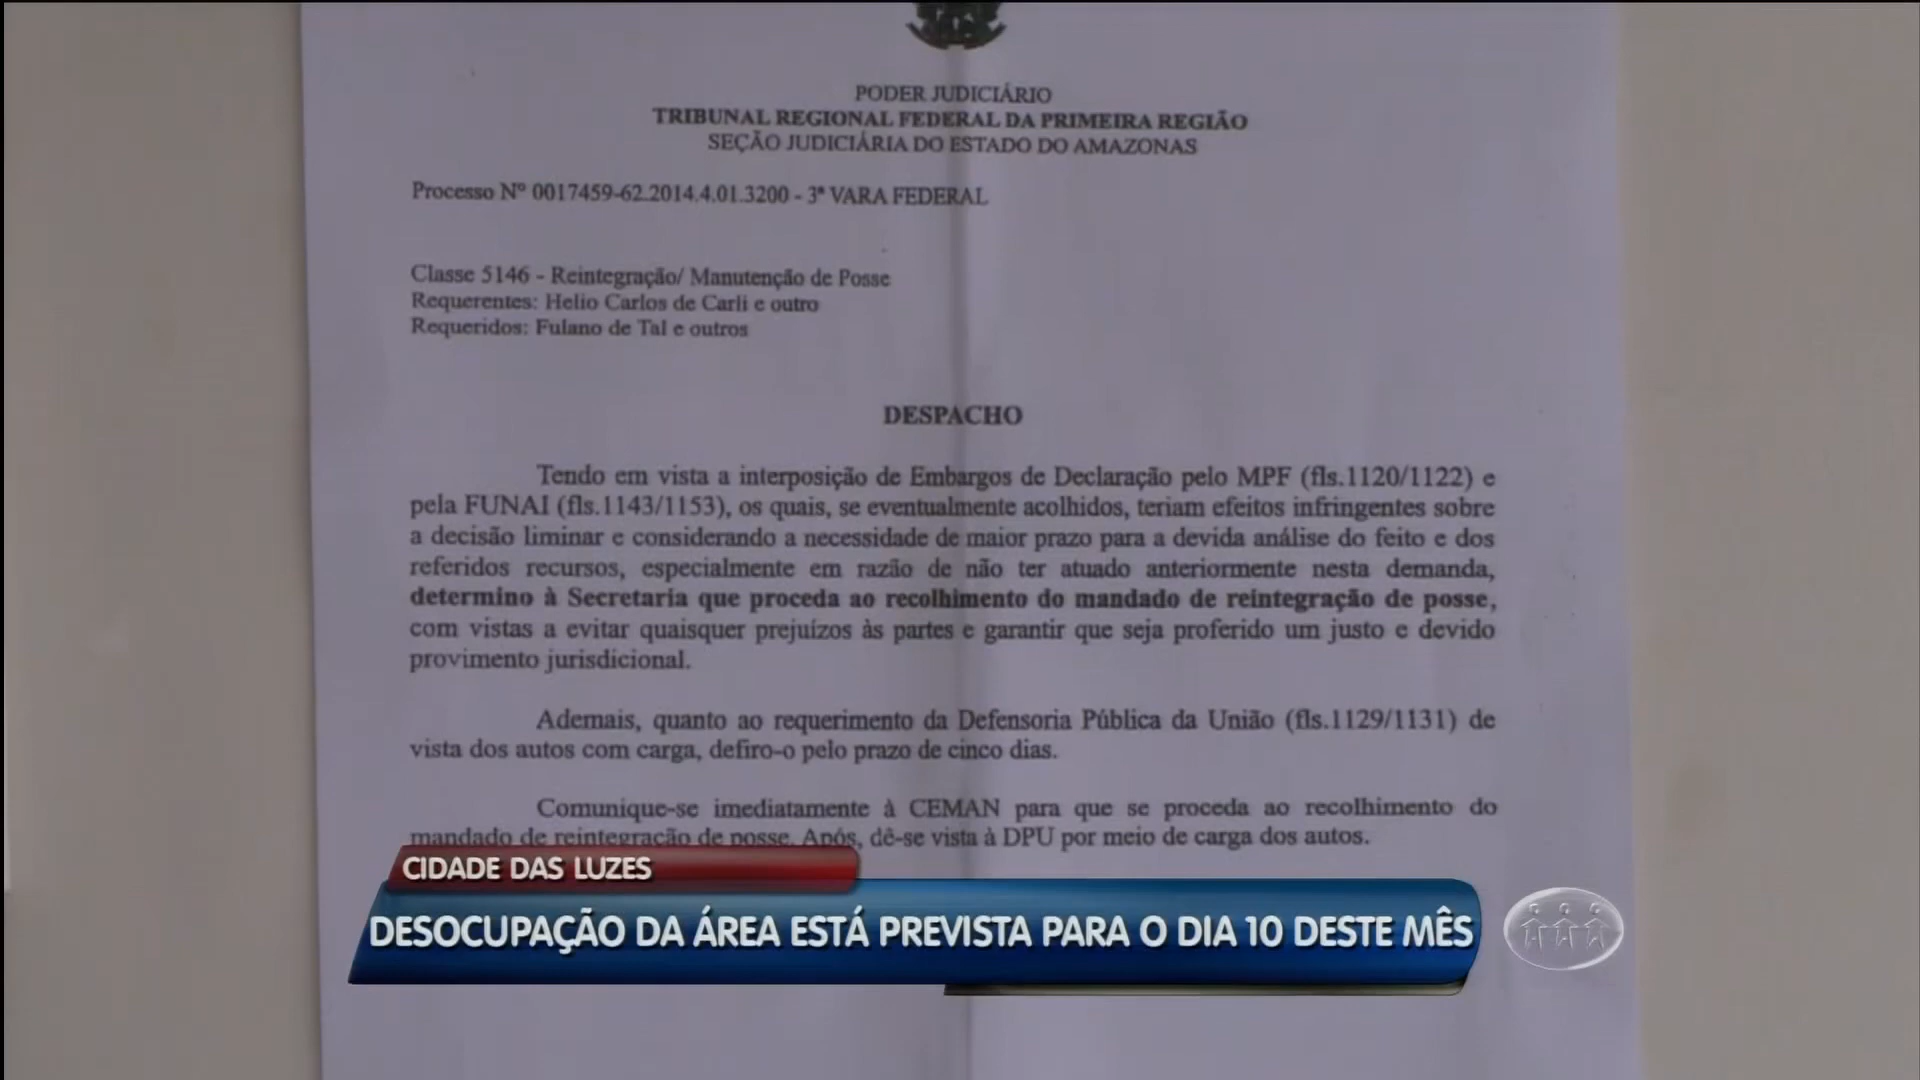 PODER JUDICIÁRIO
TRIBUNAL REGIONAL FEDERAL DA PRIMEIRA REGIÃO
SEÇÃO JUDICIÁRIA DO ESTADO DO AMAZONAS
Processo Nº 0017459-62.2014.4.01.3200 - 3ª VARA FEDERAL
Classe 5146 - Reintegração/ Manutenção de Posse
Requerentes: Helio Carlos de Carli e outro
Requeridos: Fulano de Tal e outros
DESPACHO
Tendo em vista a interposição de Embargos de Declaração pelo MPF (fls.1120/1122) e
pela FUNAI (fls.1143/1153), os quais, se eventualmente acolhidos, teriam efeitos infringentes sobre
a decisão liminar e considerando a necessidade de maior prazo para a devida análise do feito e dos
referidos recursos, especialmente em razão de não ter atuado anteriormente nesta demanda,
determino à Secretaria que proceda ao recolhimento do mandado de reintegração de posse,
com vistas a evitar quaisquer prejuízos às partes e garantir que seja proferido um justo e devido
provimento jurisdicional.
Ademais, quanto ao requerimento da Defensoria Pública da União (fls.1129/1131) de
vista dos autos com carga, defiro-o pelo prazo de cinco dias.
Comunique-se imediatamente à CEMAN para que se proceda ao recolhimento do
mandado de reintegração de posse. Após, dê-se vista à DPU por meio de carga dos autos.
CIDADE DAS LUZES
DESOCUPAÇÃO DA ÁREA ESTÁ PREVISTA PARA O DIA 10 DESTE MÊS